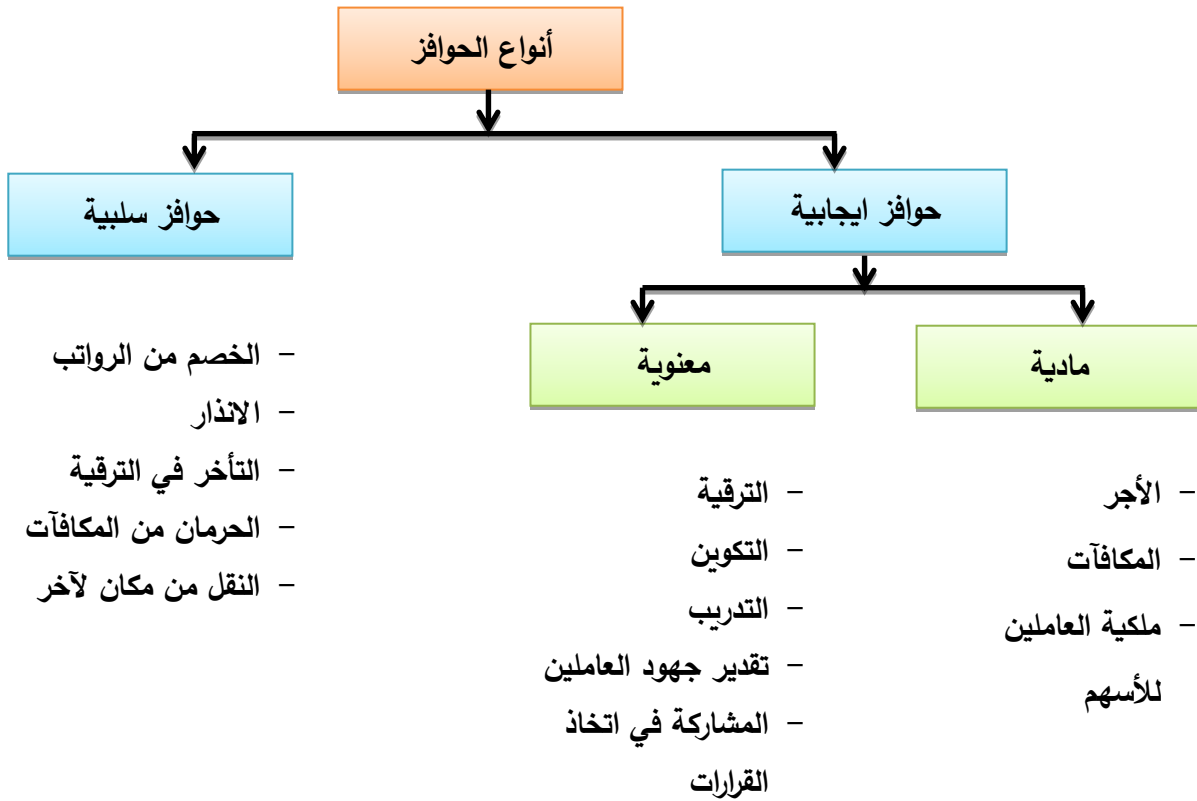 أنواع الحوافز
حوافز ايجابية
حوافز سلبية
مادية
معنوية
- الأجر
- المكافآت
- ملكية العاملين
للأسهم
- الترقية
- التكوين
- التدريب
- تقدير جهود العاملين
- المشاركة في اتخاذ
القرارات
- الخصم من الرواتب
- الانذار
- التأخر في الترقية
- الحرمان من المكافآت
- النقل من مكان لآخر